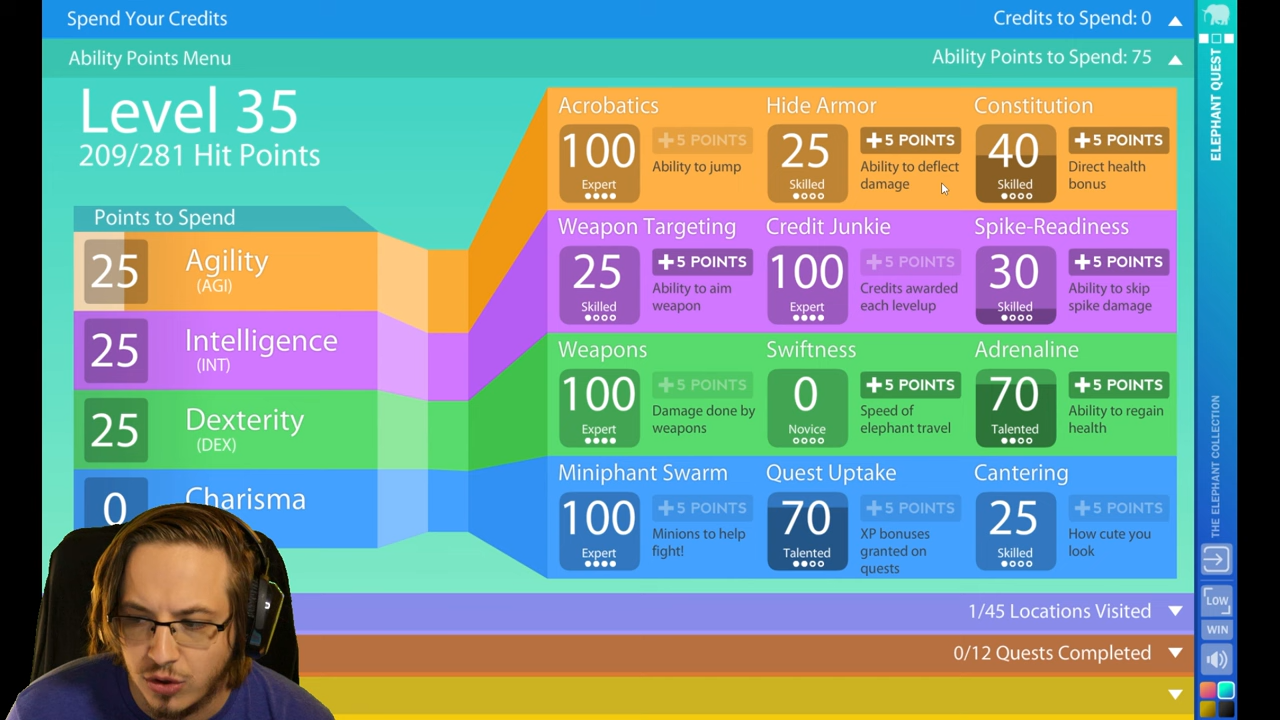 Spend Your Credits
Credits to Spend: 0
Ability Points Menu
Ability Points to Spend: 75
Level 35
209/281 Hit Points
Points to Spend
25
Agility
(AGI)
25
Intelligence
(INT)
25
Dexterity
(DEX)
0
Charisma
Acrobatics
100
Expert
+5 POINTS
Ability to jump
Hide Armor
25
Skilled
+5 POINTS
Ability to deflect
damage
Constitution
40
Skilled
+5 POINTS
Direct health
bonus
Weapon Targeting
25
Skilled
+5 POINTS
Ability to aim
weapon
Credit Junkie
100
Expert
+5 POINTS
Credits awarded
each levelup
Spike-Readiness
30
Skilled
+5 POINTS
Ability to skip
spike damage
Weapons
100
Expert
+5 POINTS
Damage done by
weapons
Swiftness
0
Novice
+5 POINTS
Speed of
elephant travel
Adrenaline
70
Talented
+5 POINTS
Ability to regain
health
Miniphant Swarm
100
Expert
+5 POINTS
Minions to help
fight!
Quest Uptake
70
Talented
+5 POINTS
XP bonuses
granted on
quests
Cantering
25
Skilled
+5 POINTS
How cute you
look
1/45 Locations Visited
0/12 Quests Completed
ELEPHANT QUEST
THE ELEPHANT COLLECTION
LOW
WIN